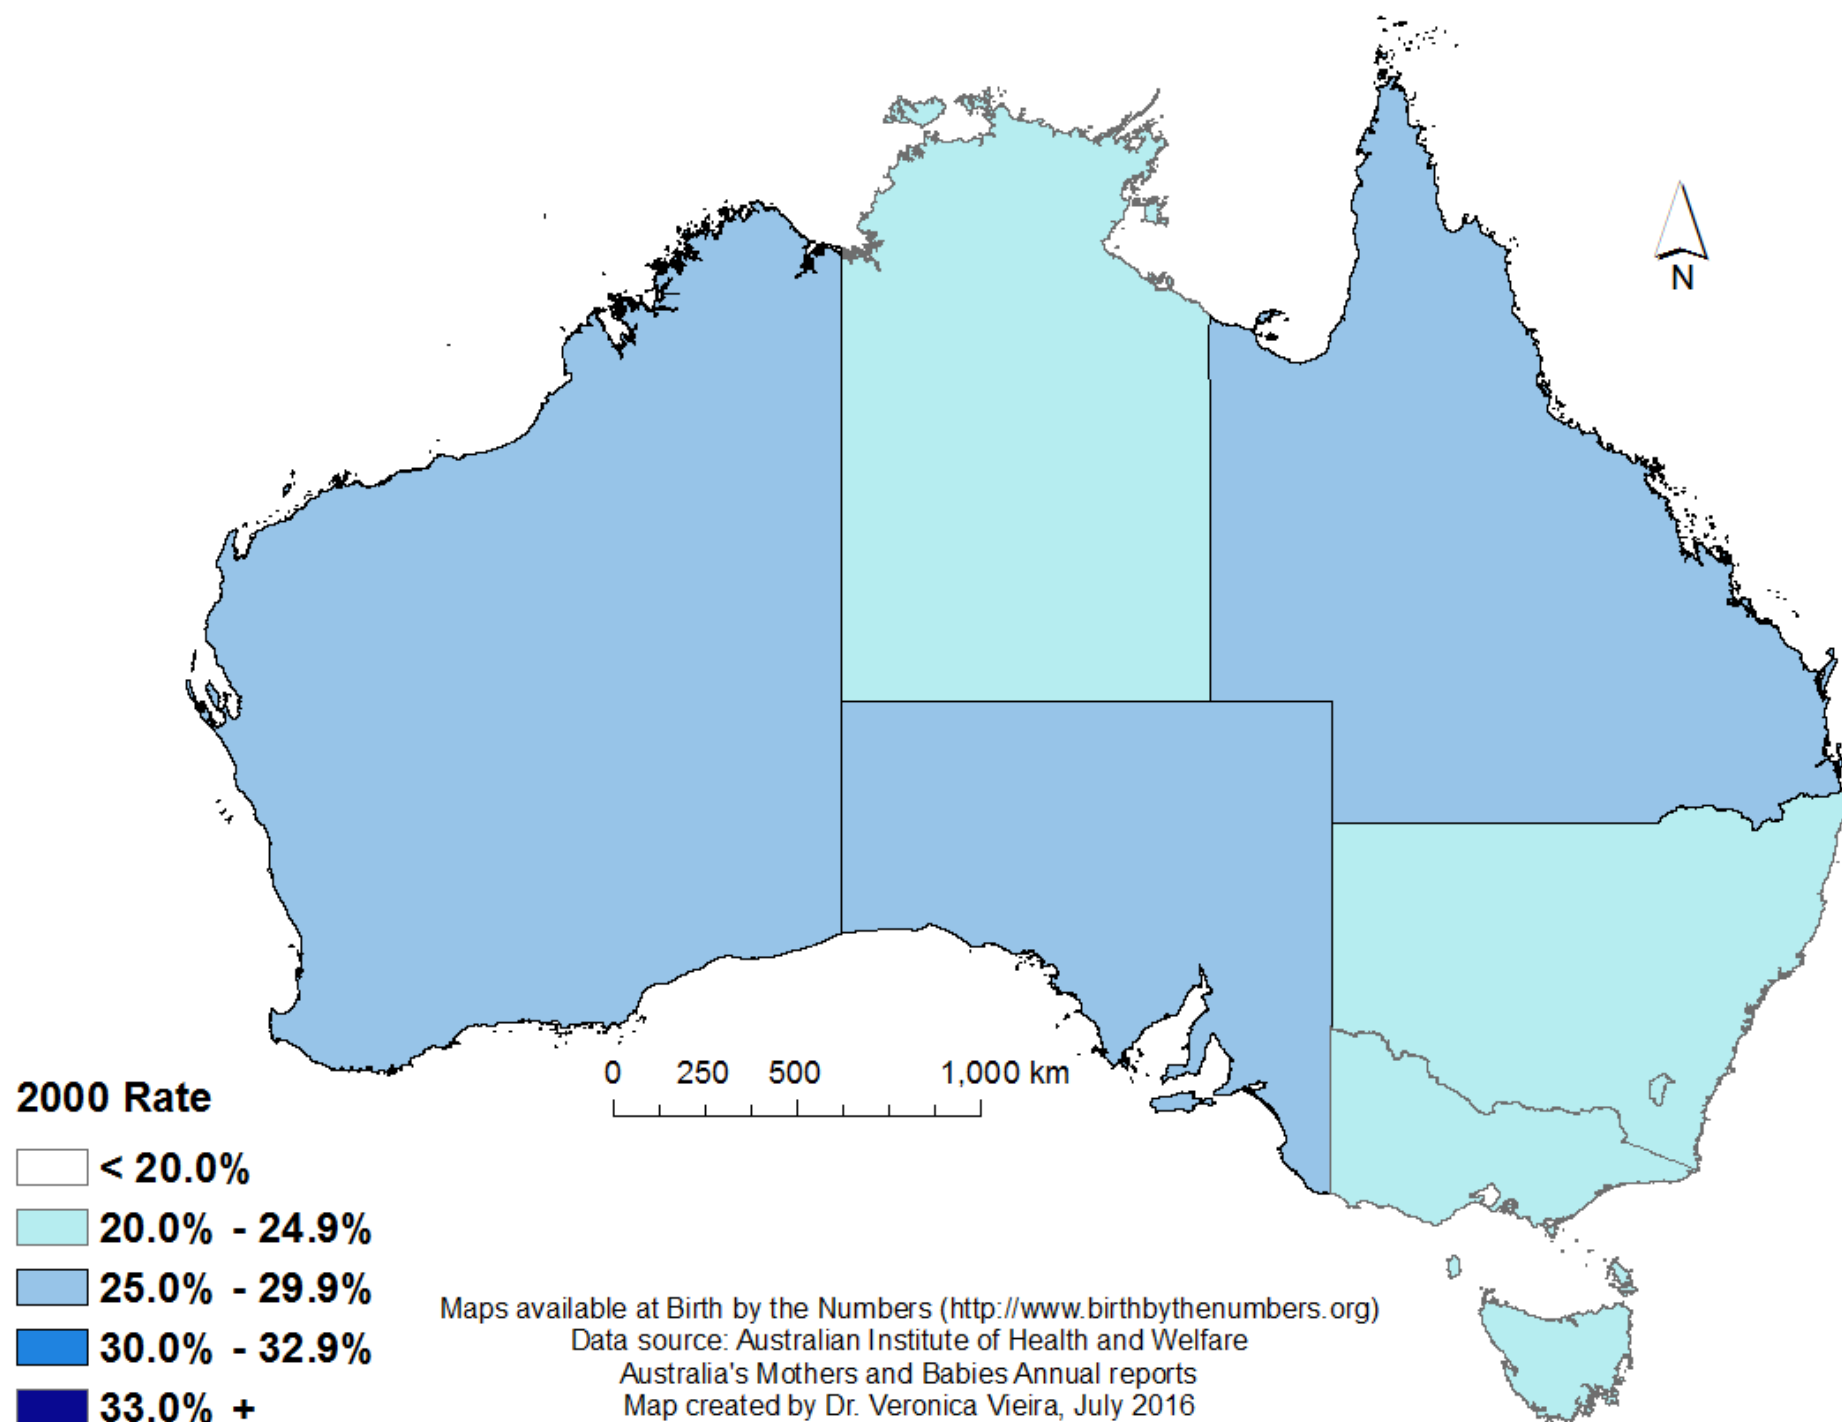 N
0 250 500 1,000 km
2000 Rate
< 20.0%
20.0% - 24.9%
25.0% - 29.9%
30.0% - 32.9%
33.0% +
Maps available at Birth by the Numbers (http://www.birthbythenumbers.org)
Data source: Australian Institute of Health and Welfare
Australia's Mothers and Babies Annual reports
Map created by Dr. Veronica Vieira, July 2016